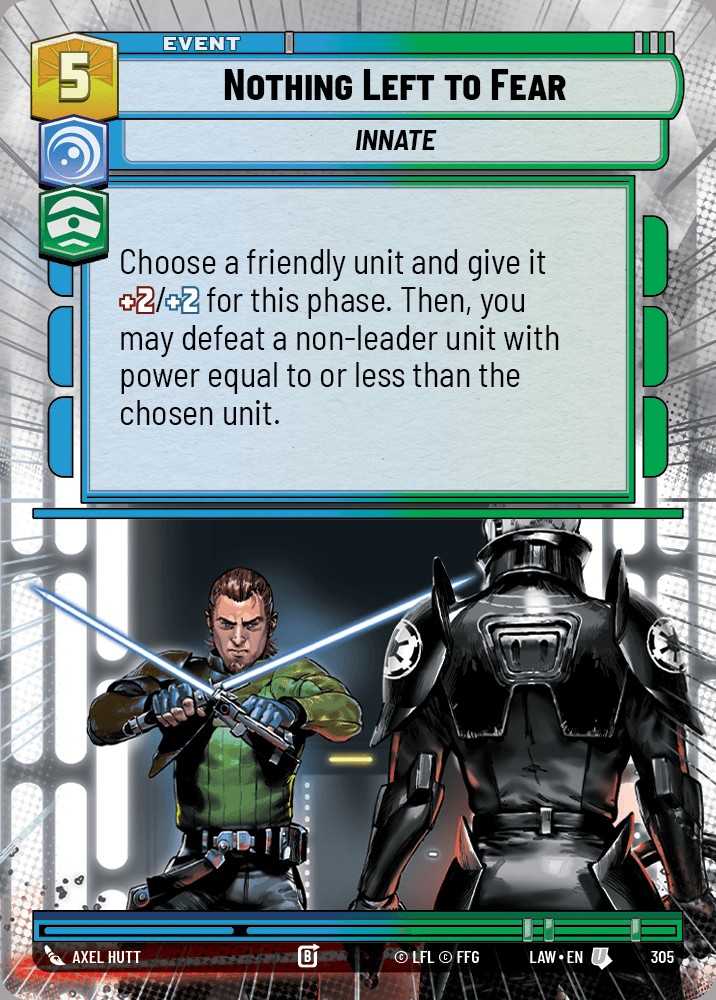 EVENT
5
NOTHING LEFT TO FEAR
INNATE
Choose a friendly unit and give it
+2/+2 for this phase. Then, you
may defeat a non-leader unit with
power equal to or less than the
chosen unit.
AXEL HUTT
B
© LFL © FFG
LAW • EN
U
305